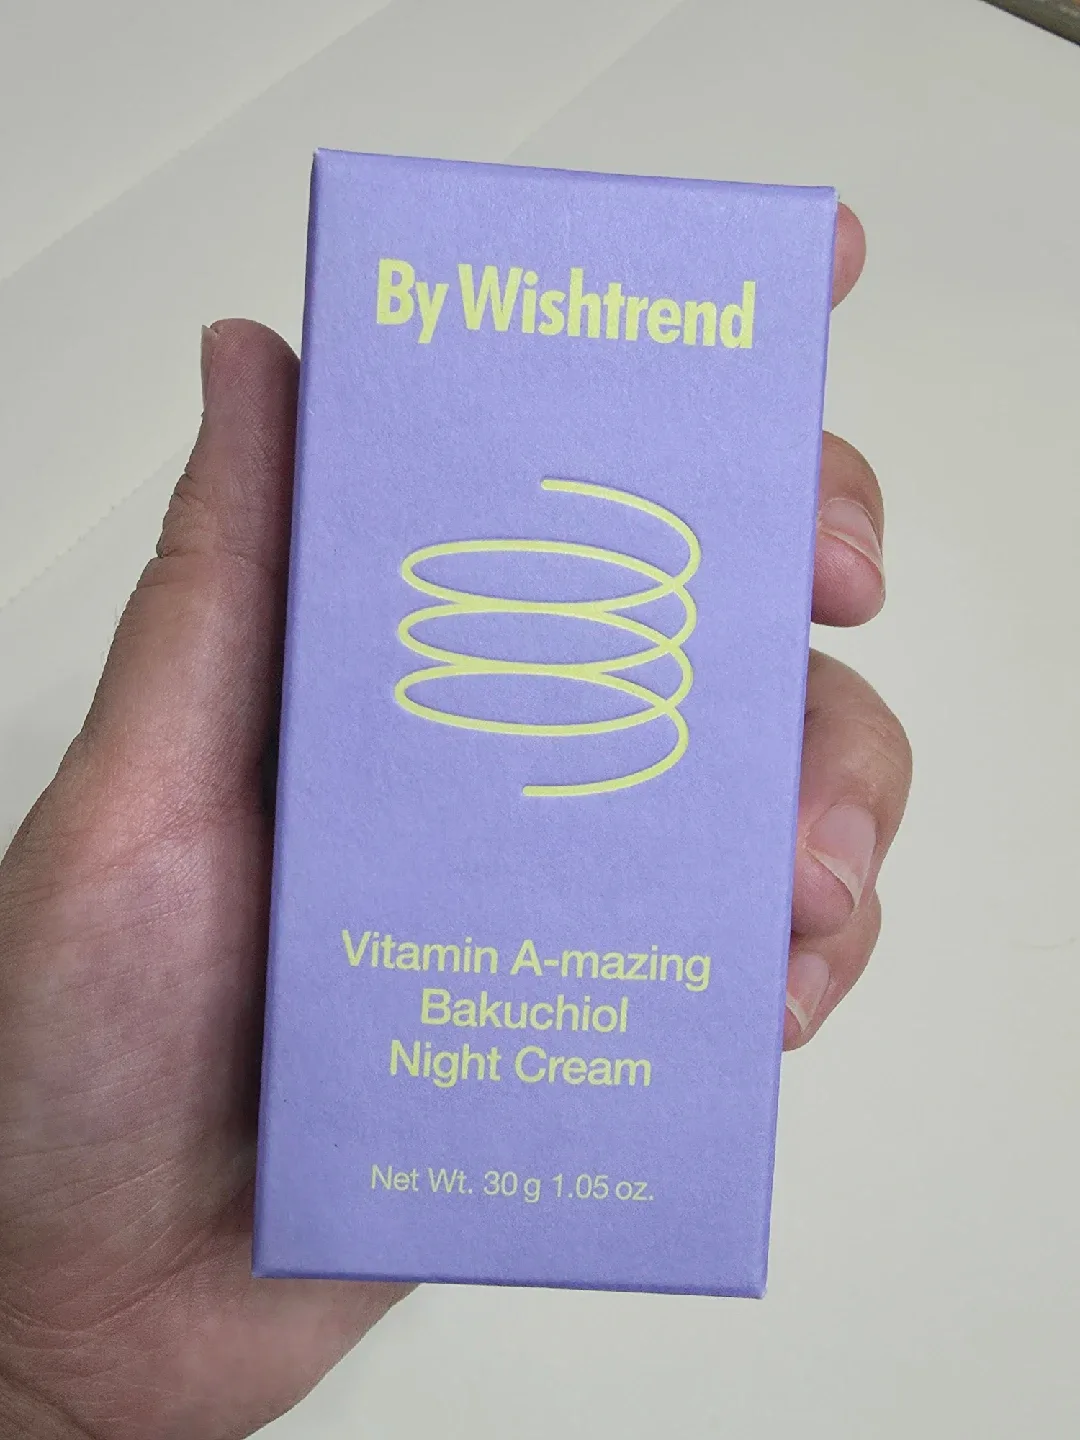 By Wishtrend
Vitamin A-mazing
Bakuchiol
Night Cream
Net Wt. 30 g 1.05 oz.